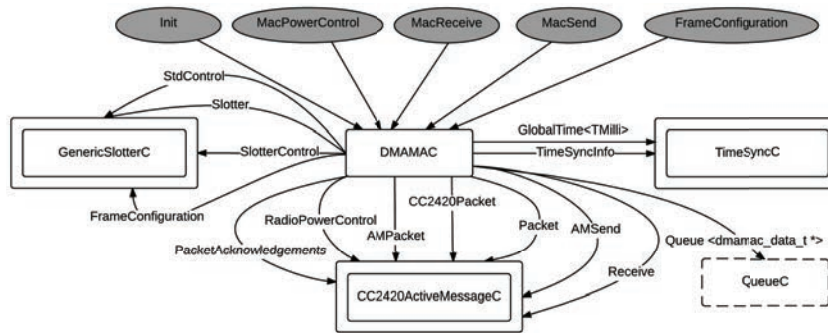 Init
MacPowerControl
MacReceive
MacSend
FrameConfiguration
StdControl
Slotter
GlobalTime<TMilli>
GenericSlotterC
SlotterControl
DMAMAC
TimeSyncInfo
TimeSyncC
FrameConfiguration
RadioPowerControl
CC2420Packet
Packet
AMSend
PacketAcknowledgements
AMPacket
Queue <dmamac_data_t *>
Receive
CC2420ActiveMessageC
QueueC